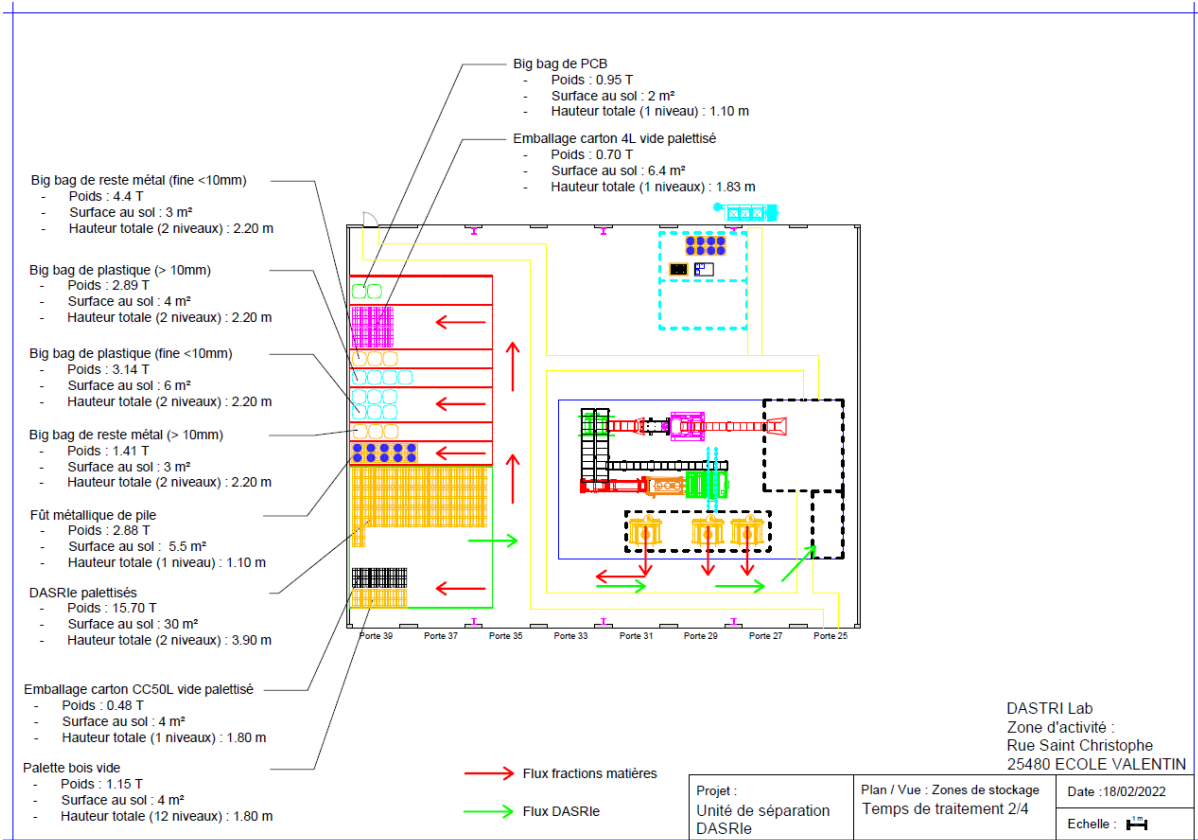 Big bag de PCB
- Poids : 0.95 T
- Surface au sol : 2 m²
- Hauteur totale (1 niveau) : 1.10 m
Emballage carton 4L vide palettisé
- Poids : 0.70 T
- Surface au sol : 6.4 m²
- Hauteur totale (1 niveaux) : 1.83 m
Big bag de reste métal (fine <10mm)
- Poids : 4.4 T
- Surface au sol : 3 m²
- Hauteur totale (2 niveaux) : 2.20 m
Big bag de plastique (> 10mm)
- Poids : 2.89 T
- Surface au sol : 4 m²
- Hauteur totale (2 niveaux) : 2.20 m
Big bag de plastique (fine <10mm)
- Poids : 3.14 T
- Surface au sol : 6 m²
- Hauteur totale (2 niveaux) : 2.20 m
Big bag de reste métal (> 10mm)
- Poids : 1.41 T
- Surface au sol : 3 m²
- Hauteur totale (2 niveaux) : 2.20 m
Fût métallique de pile
Poids : 2.88 T
- Surface au sol : 5.5 m²
- Hauteur totale (1 niveau) : 1.10 m
DASRIe palettisés
- Poids : 15.70 T
- Surface au sol : 30 m²
- Hauteur totale (2 niveaux) : 3.90 m
Emballage carton CC50L vide palettisé
- Poids : 0.48 T
- Surface au sol : 4 m²
- Hauteur totale (1 niveaux) : 1.80 m
Palette bois vide
- Poids : 1.15 T
- Surface au sol : 4 m²
- Hauteur totale (12 niveaux) : 1.80 m
Porte 39 Porte 37 Porte 35 Porte 33 Porte 31 Porte 29 Porte 27 Porte 25
Flux fractions matières
Flux DASRIe
DASTRI Lab
Zone d'activité :
Rue Saint Christophe
25480 ECOLE VALENTIN
Projet :
Unité de séparation
DASRIe
Plan / Vue : Zones de stockage
Temps de traitement 2/4
Date :18/02/2022
Echelle : 1 m